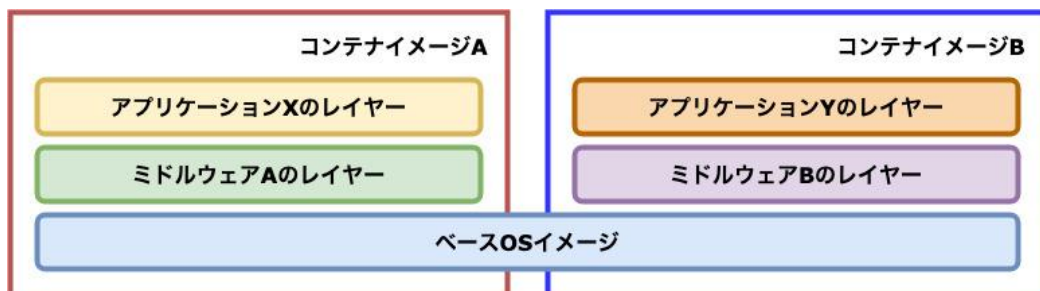 コンテナイメージA
アプリケーションXのレイヤー
ミドルウェアAのレイヤー
コンテナイメージB
アプリケーションYのレイヤー
ミドルウェアBのレイヤー
ベースOSイメージ